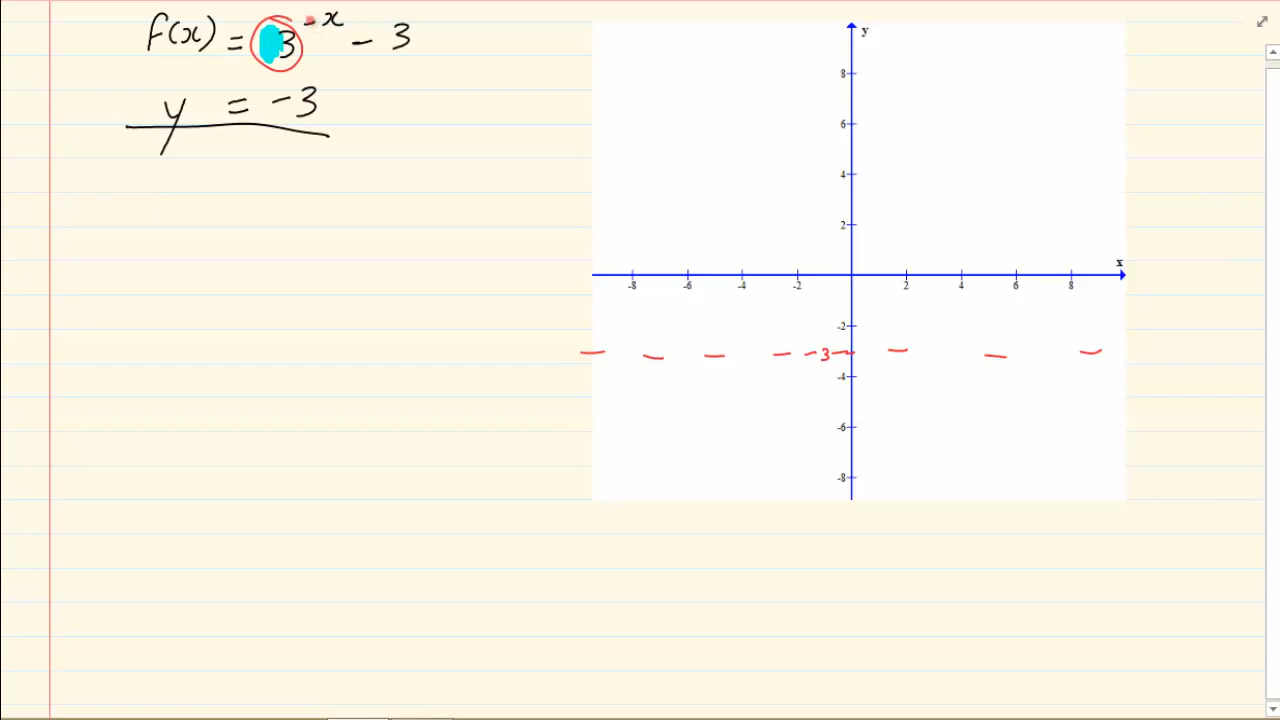 f(x) = 3^{-x} - 3
y = -3
y
8
6
4
2
x
-8 -6 -4 -2 2 4 6 8
-2
-3
-4
-6
-8